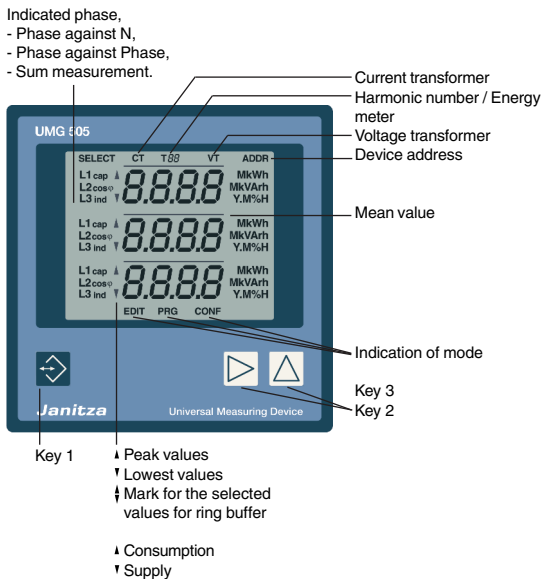 Indicated phase,
- Phase against N,
- Phase against Phase,
- Sum measurement.
Current transformer
Harmonic number / Energy
meter
Voltage transformer
Device address
Mean value
Indication of mode
Key 3
Key 2
UMG 505
SELECT CT T88 VT ADDR
L1 cap 8.8.8.8 MkWh
L2 cosφ MkVArh
L3 ind Y.M%H
L1 cap 8.8.8.8 MkWh
L2 cosφ MkVArh
L3 ind Y.M%H
L1 cap 8.8.8.8 MkWh
L2 cosφ MkVArh
L3 ind Y.M%H
EDIT PRG CONF
Janitza Universal Measuring Device
Key 1
Peak values
Lowest values
Mark for the selected
values for ring buffer
Consumption
Supply